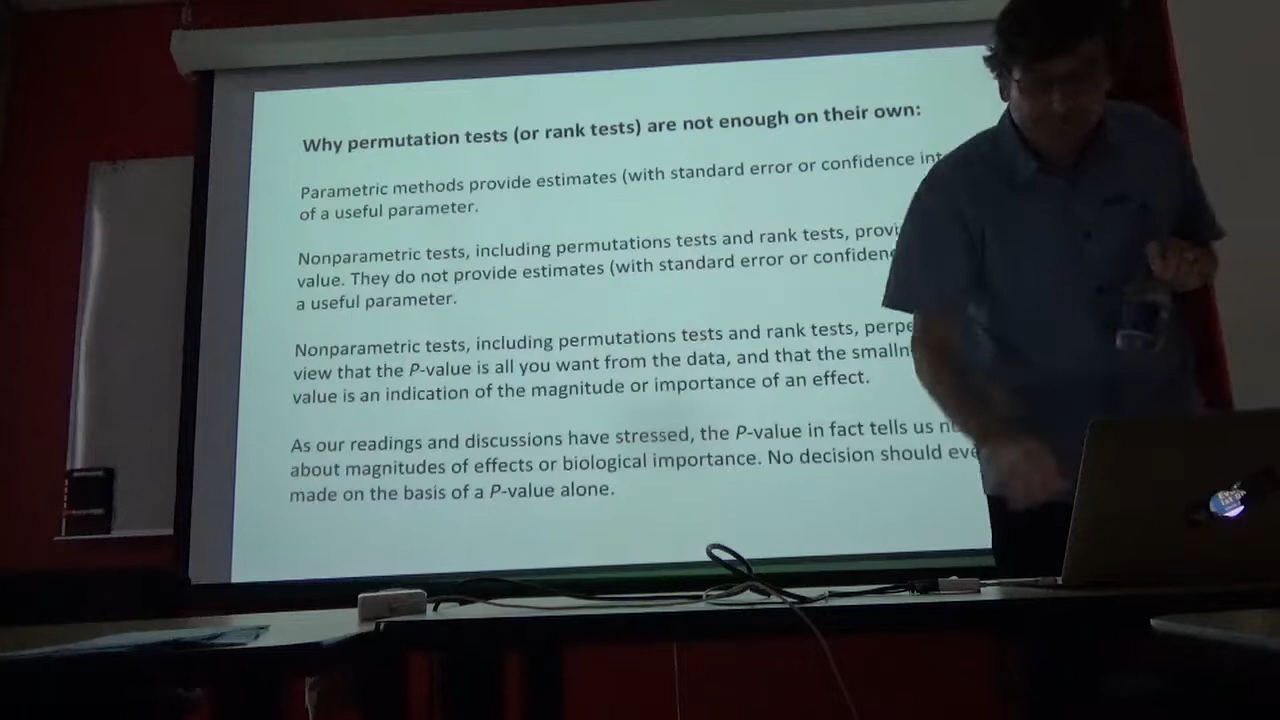 Why permutation tests (or rank tests) are not enough on their own:
Parametric methods provide estimates (with standard error or confidence
of a useful parameter.
Nonparametric tests, including permutations tests and rank tests,
value. They do not provide estimates (with standard error or
a useful parameter.
Nonparametric tests, including permutations tests and rank tests,
view that the P-value is all you want from the data, and that the
value is an indication of the magnitude or importance of an effect.
As our readings and discussions have stressed, the P-value in fact tells us
about magnitudes of effects or biological importance. No decision should
made on the basis of a P-value alone.